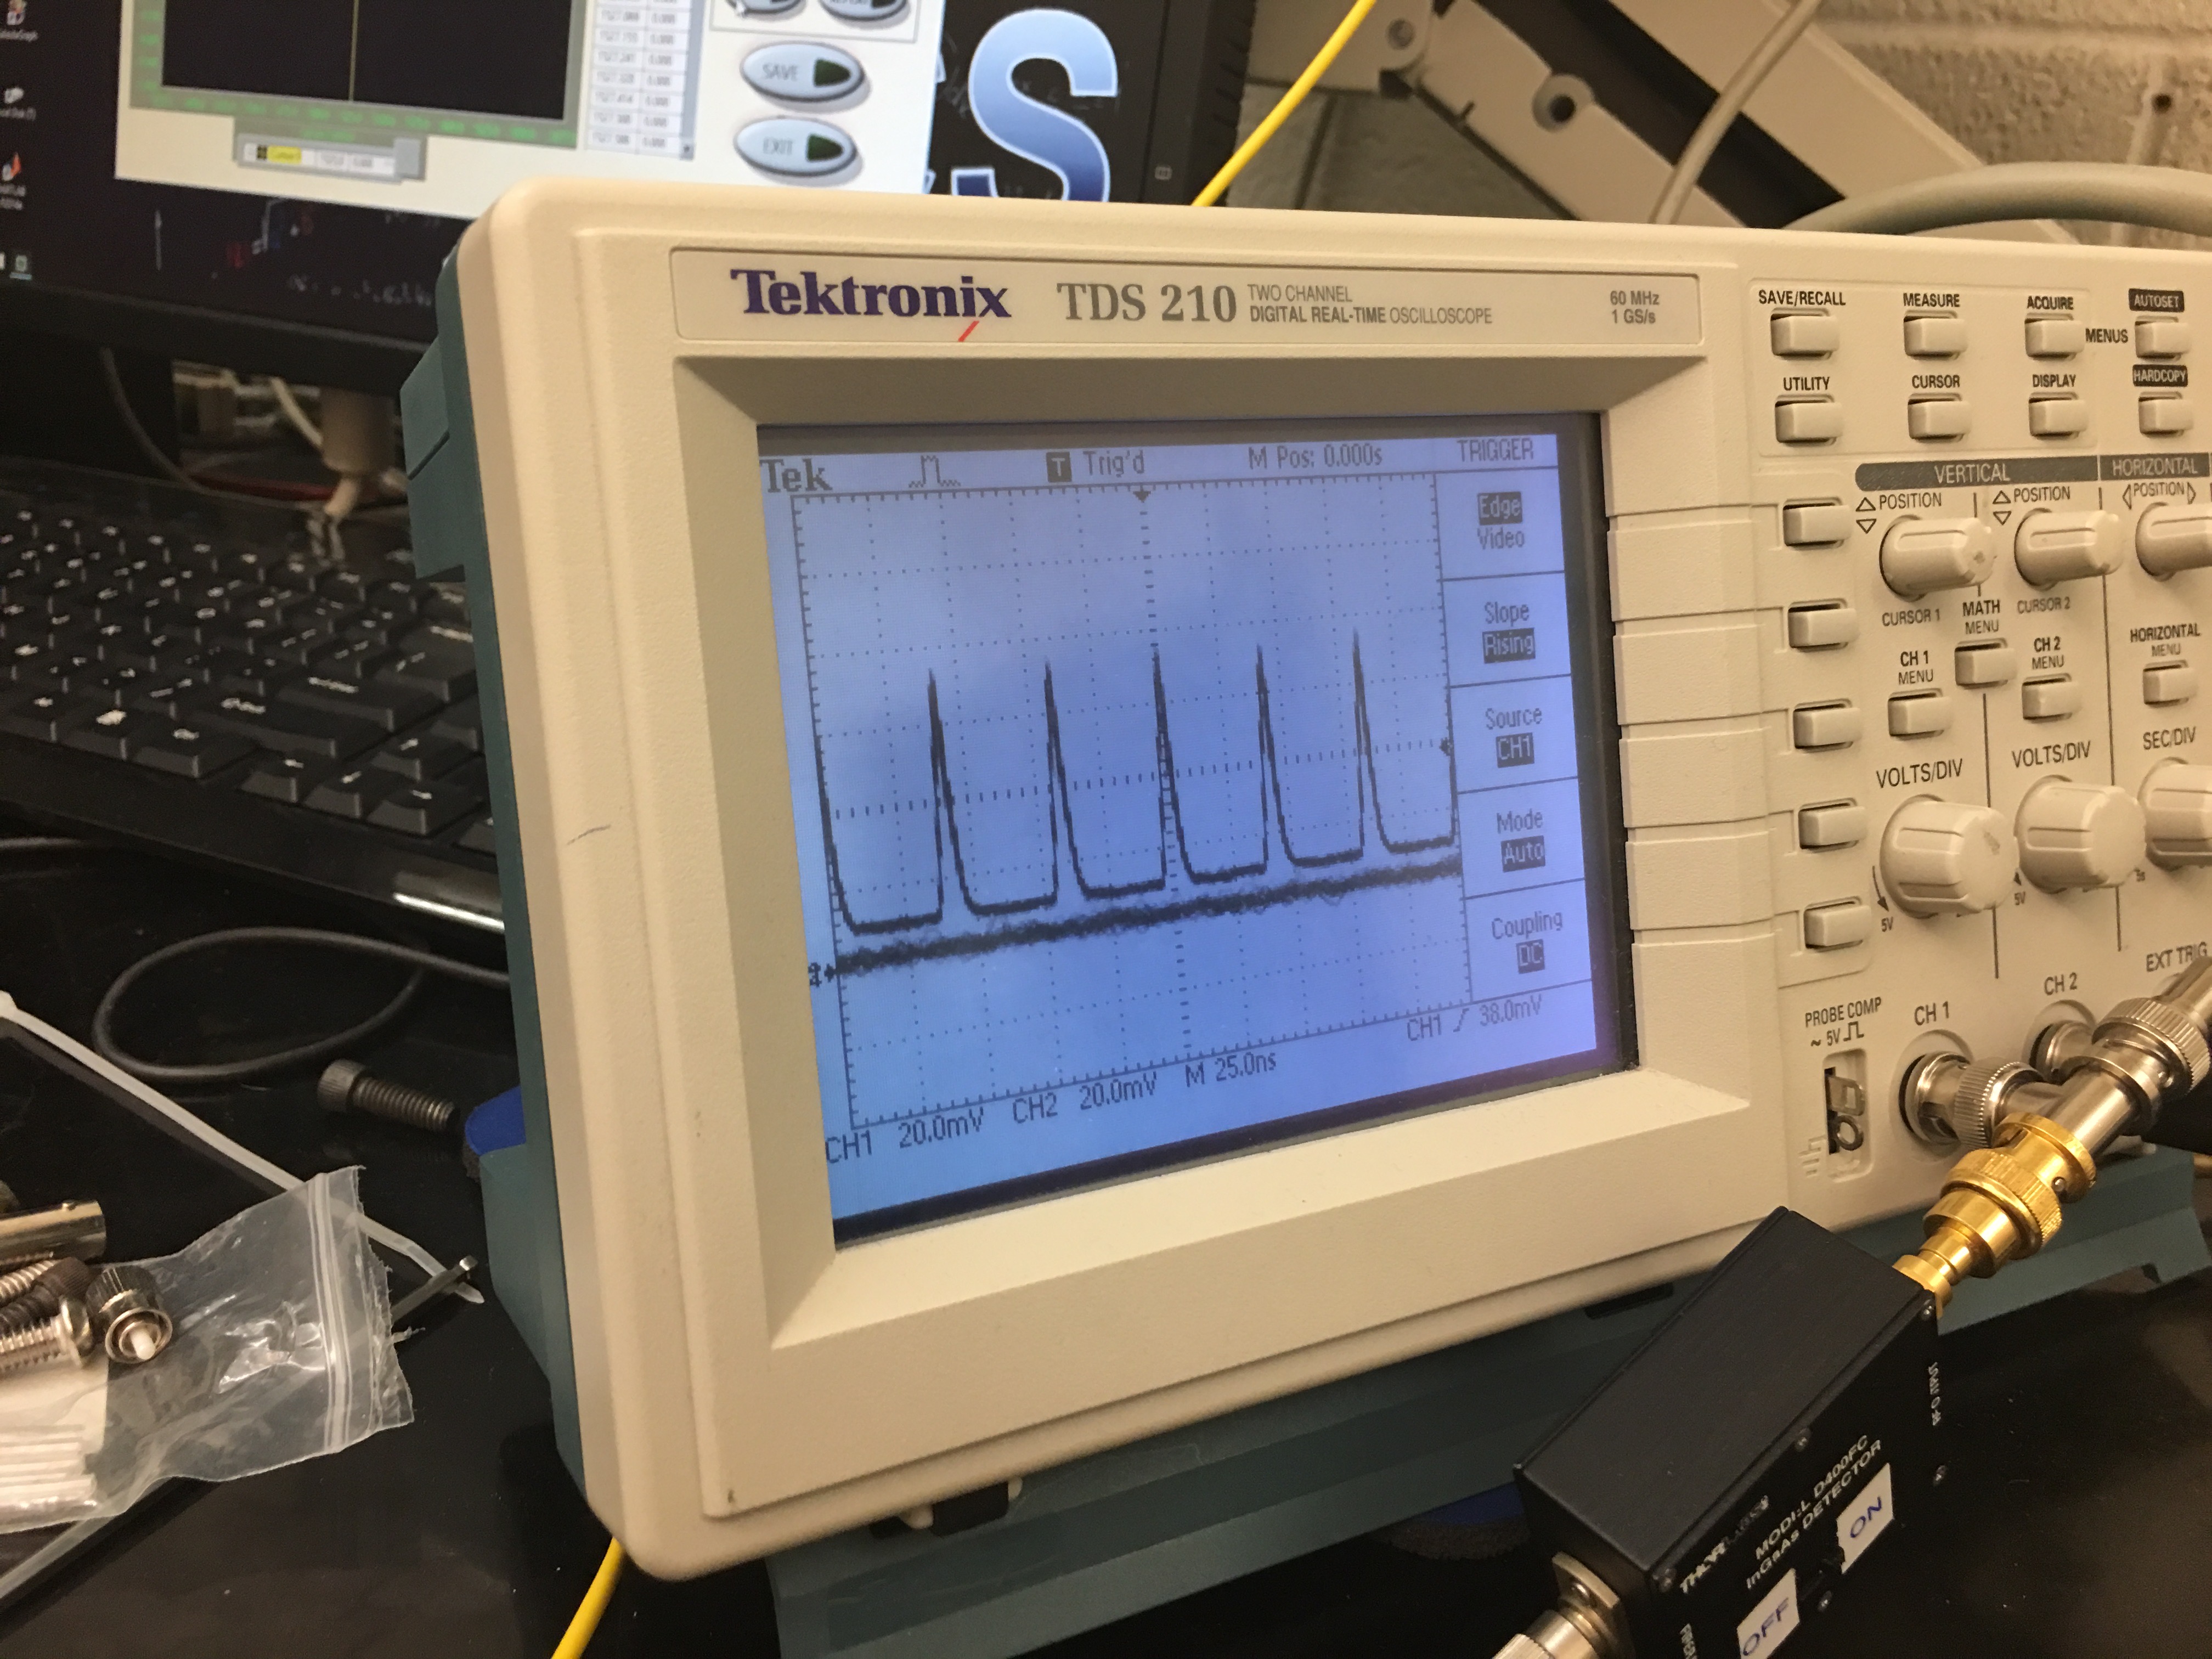 SAVE
EXIT
S
Tektronix TDS 210 TWO CHANNEL
DIGITAL REAL-TIME OSCILLOSCOPE
60 MHz
1 GS/s
Tek T Trig'd M Pos: 0.000s TRIGGER
Edge
Video
Slope
Rising
Source
CH1
Mode
Auto
Coupling
DC
CH1 20.0mV CH2 20.0mV M 25.0ns CH1 38.0mV
SAVE/RECALL MEASURE ACQUIRE AUTOSET
MENUS
UTILITY CURSOR DISPLAY HARDCOPY
VERTICAL HORIZONTAL
POSITION POSITION POSITION
CURSOR 1 MATH MENU CURSOR 2
CH 1 MENU CH 2 MENU HORIZONTAL MENU
VOLTS/DIV VOLTS/DIV SEC/DIV
5V 5V 5s
PROBE COMP
~ 5V
CH 1 CH 2 EXT TRIG
MODEL D400FC
InGaAs DETECTOR
ON
OFF